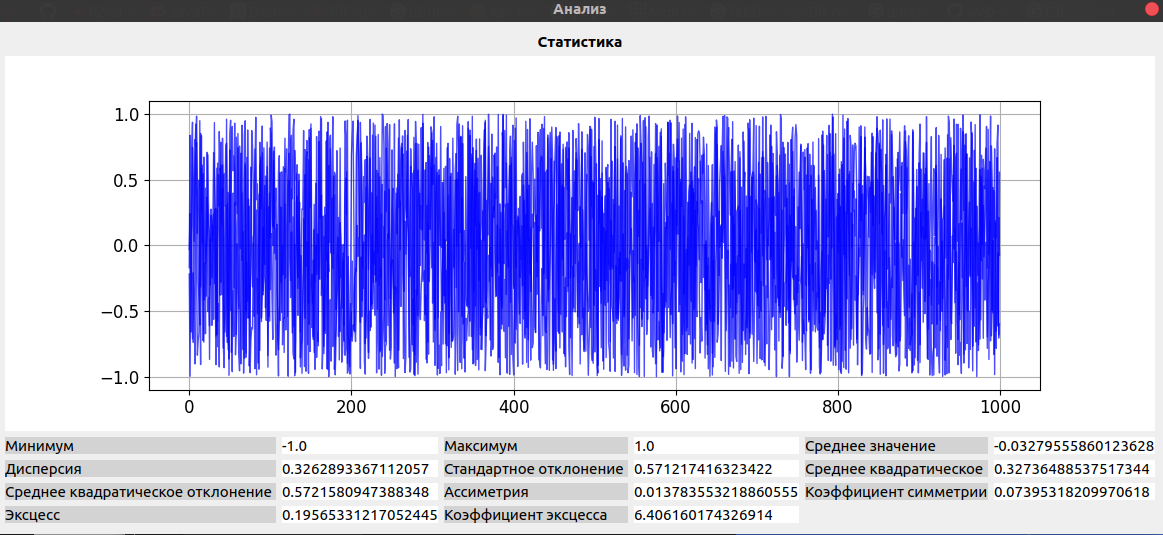 Анализ
Статистика
1.0
0.5
0.0
−0.5
−1.0
0 200 400 600 800 1000
Минимум -1.0 Максимум 1.0 Среднее значение -0.03279555860123628
Дисперсия 0.3262893367112057 Стандартное отклонение 0.571217416323422 Среднее квадратическое 0.32736488537517344
Среднее квадратическое отклонение 0.5721580947388348 Ассиметрия 0.013783553218860555 Коэффициент симметрии 0.07395318209970618
Эксцесс 0.19565331217052445 Коэффициент эксцесса 6.406160174326914